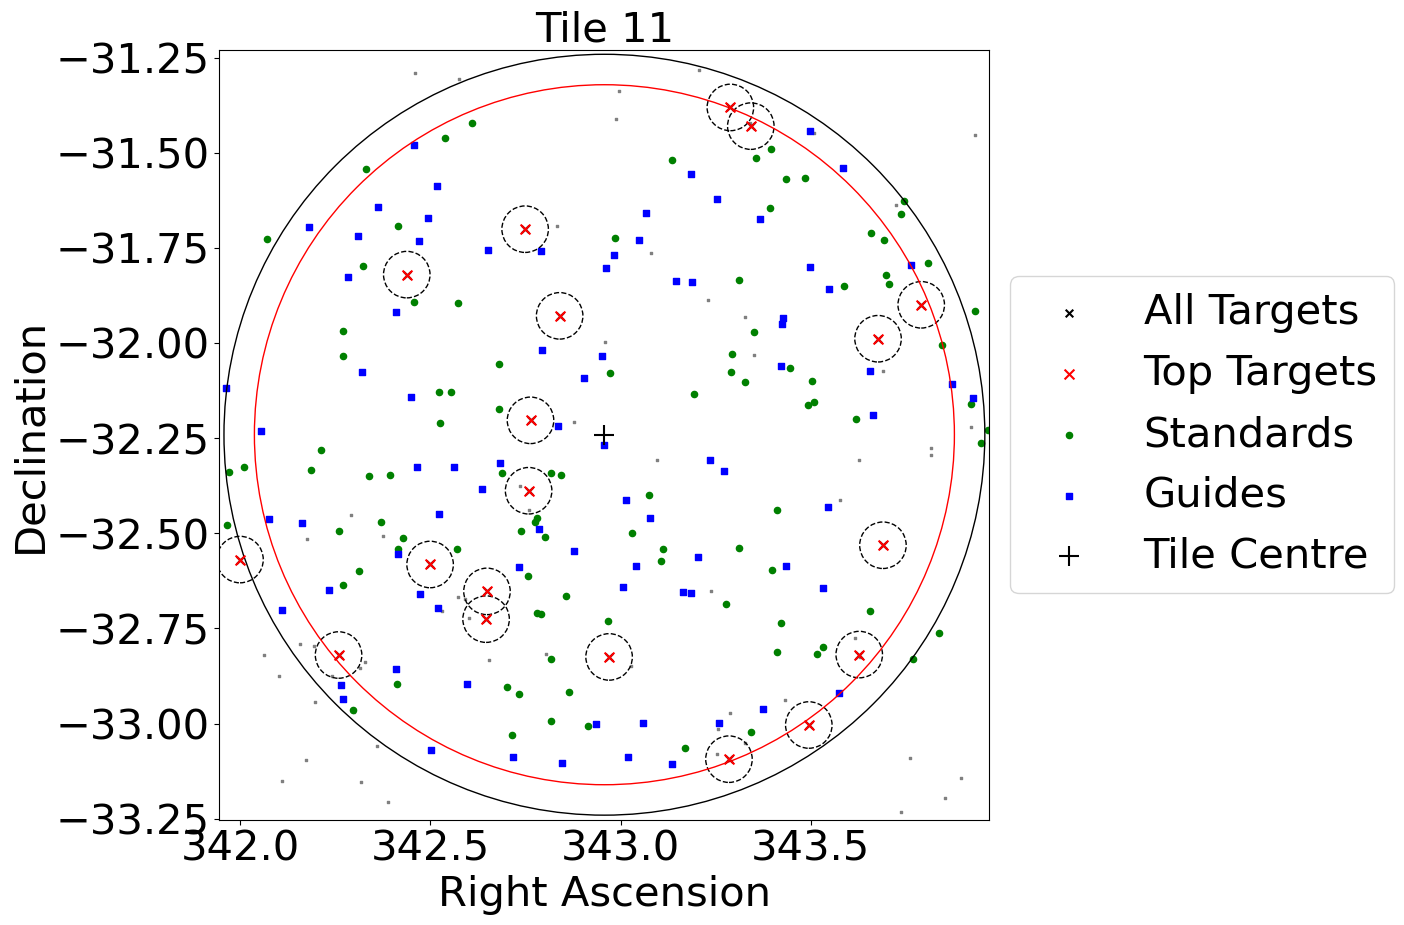 Tile 11
Declination
−31.25
−31.50
−31.75
−32.00
−32.25
−32.50
−32.75
−33.00
−33.25
342.0
342.5
343.0
343.5
Right Ascension
All Targets
Top Targets
Standards
Guides
Tile Centre